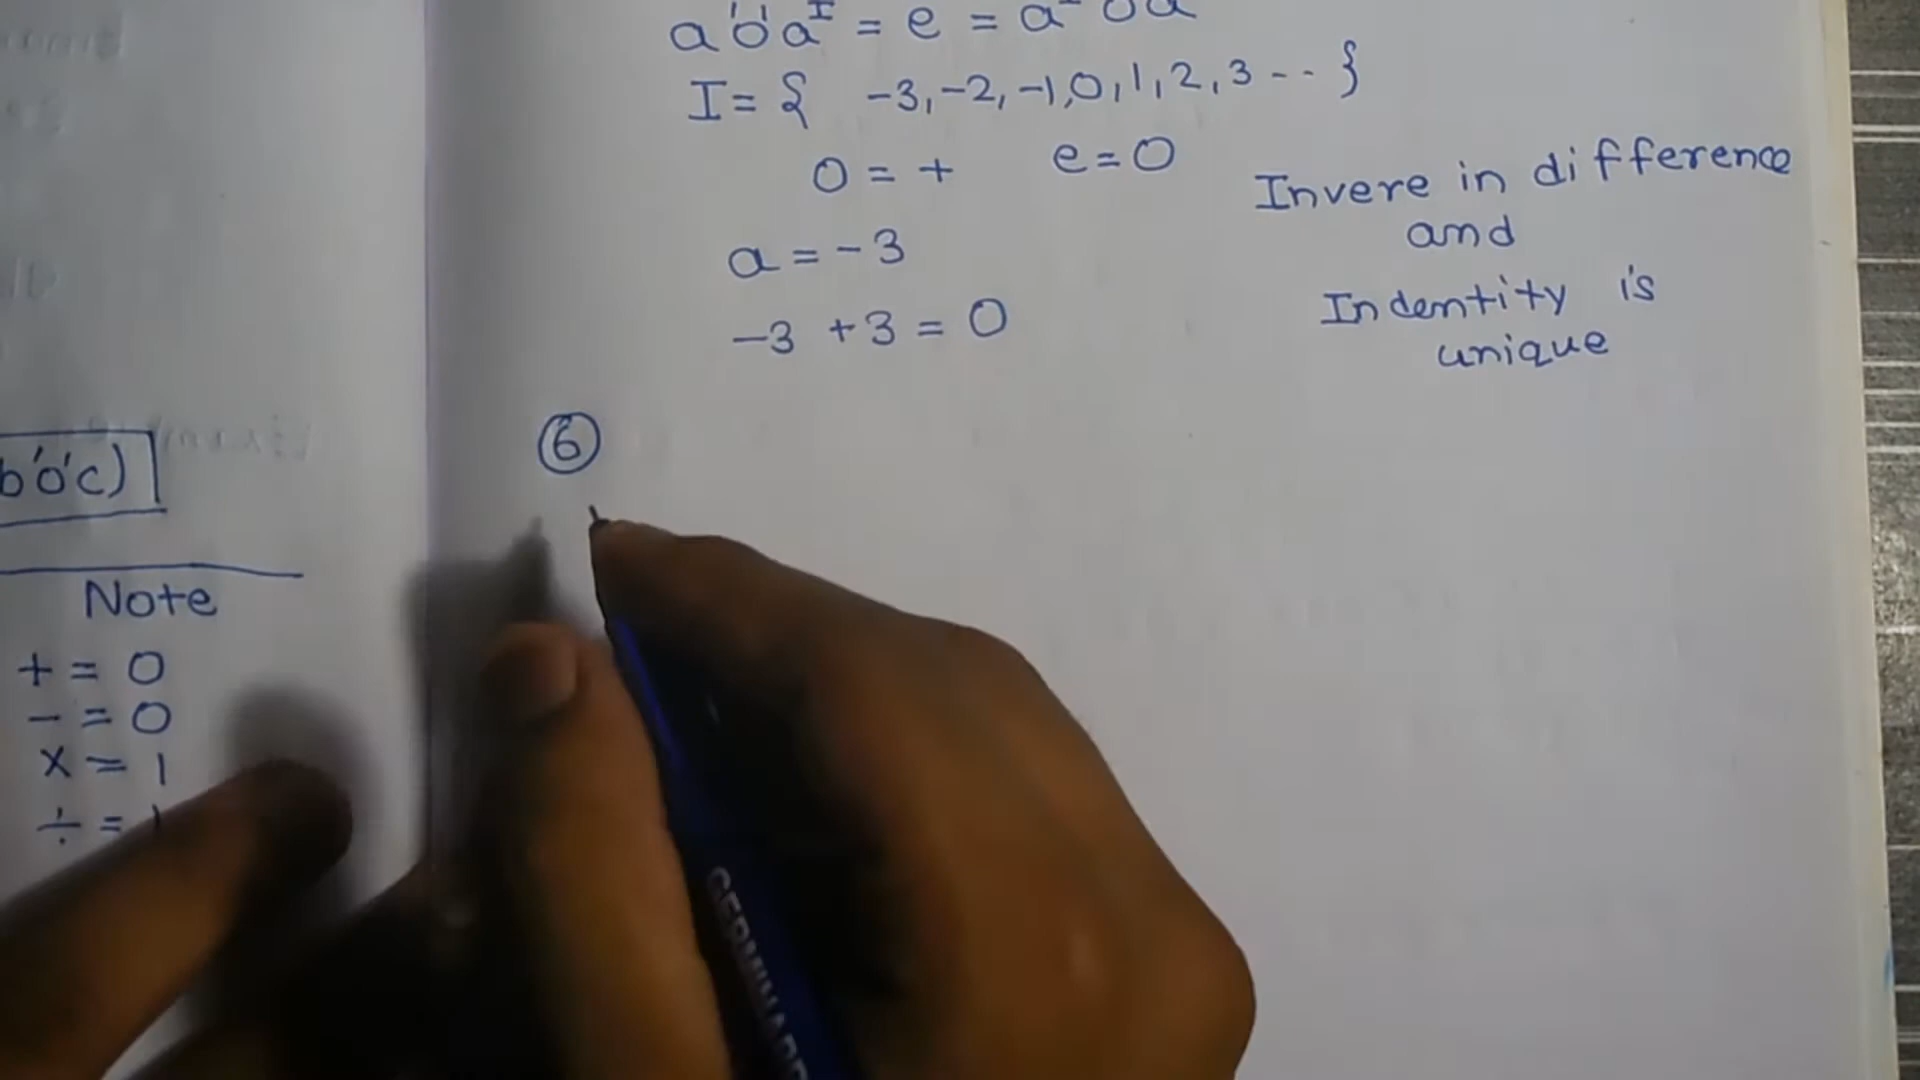 a 'o' a^I = e = a^I 'o' a
I = { -3, -2, -1, 0, 1, 2, 3 -- }
0 = + e = 0
a = -3
-3 +3 = 0
Invere in difference
and
Indentity is
unique
6
b 'o' c)
Note
+ = 0
- = 0
× = 1
÷ = 1